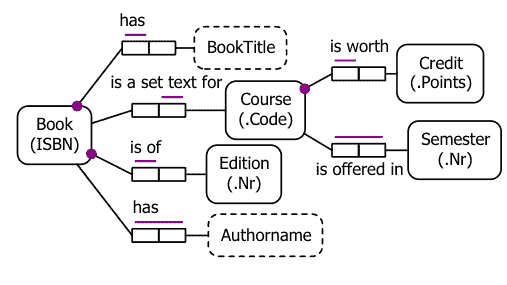 has
BookTitle
is worth
Credit
(.Points)
is a set text for
Course
(.Code)
Book
(ISBN)
is of
Edition
(.Nr)
Semester
(.Nr)
is offered in
has
Authorname